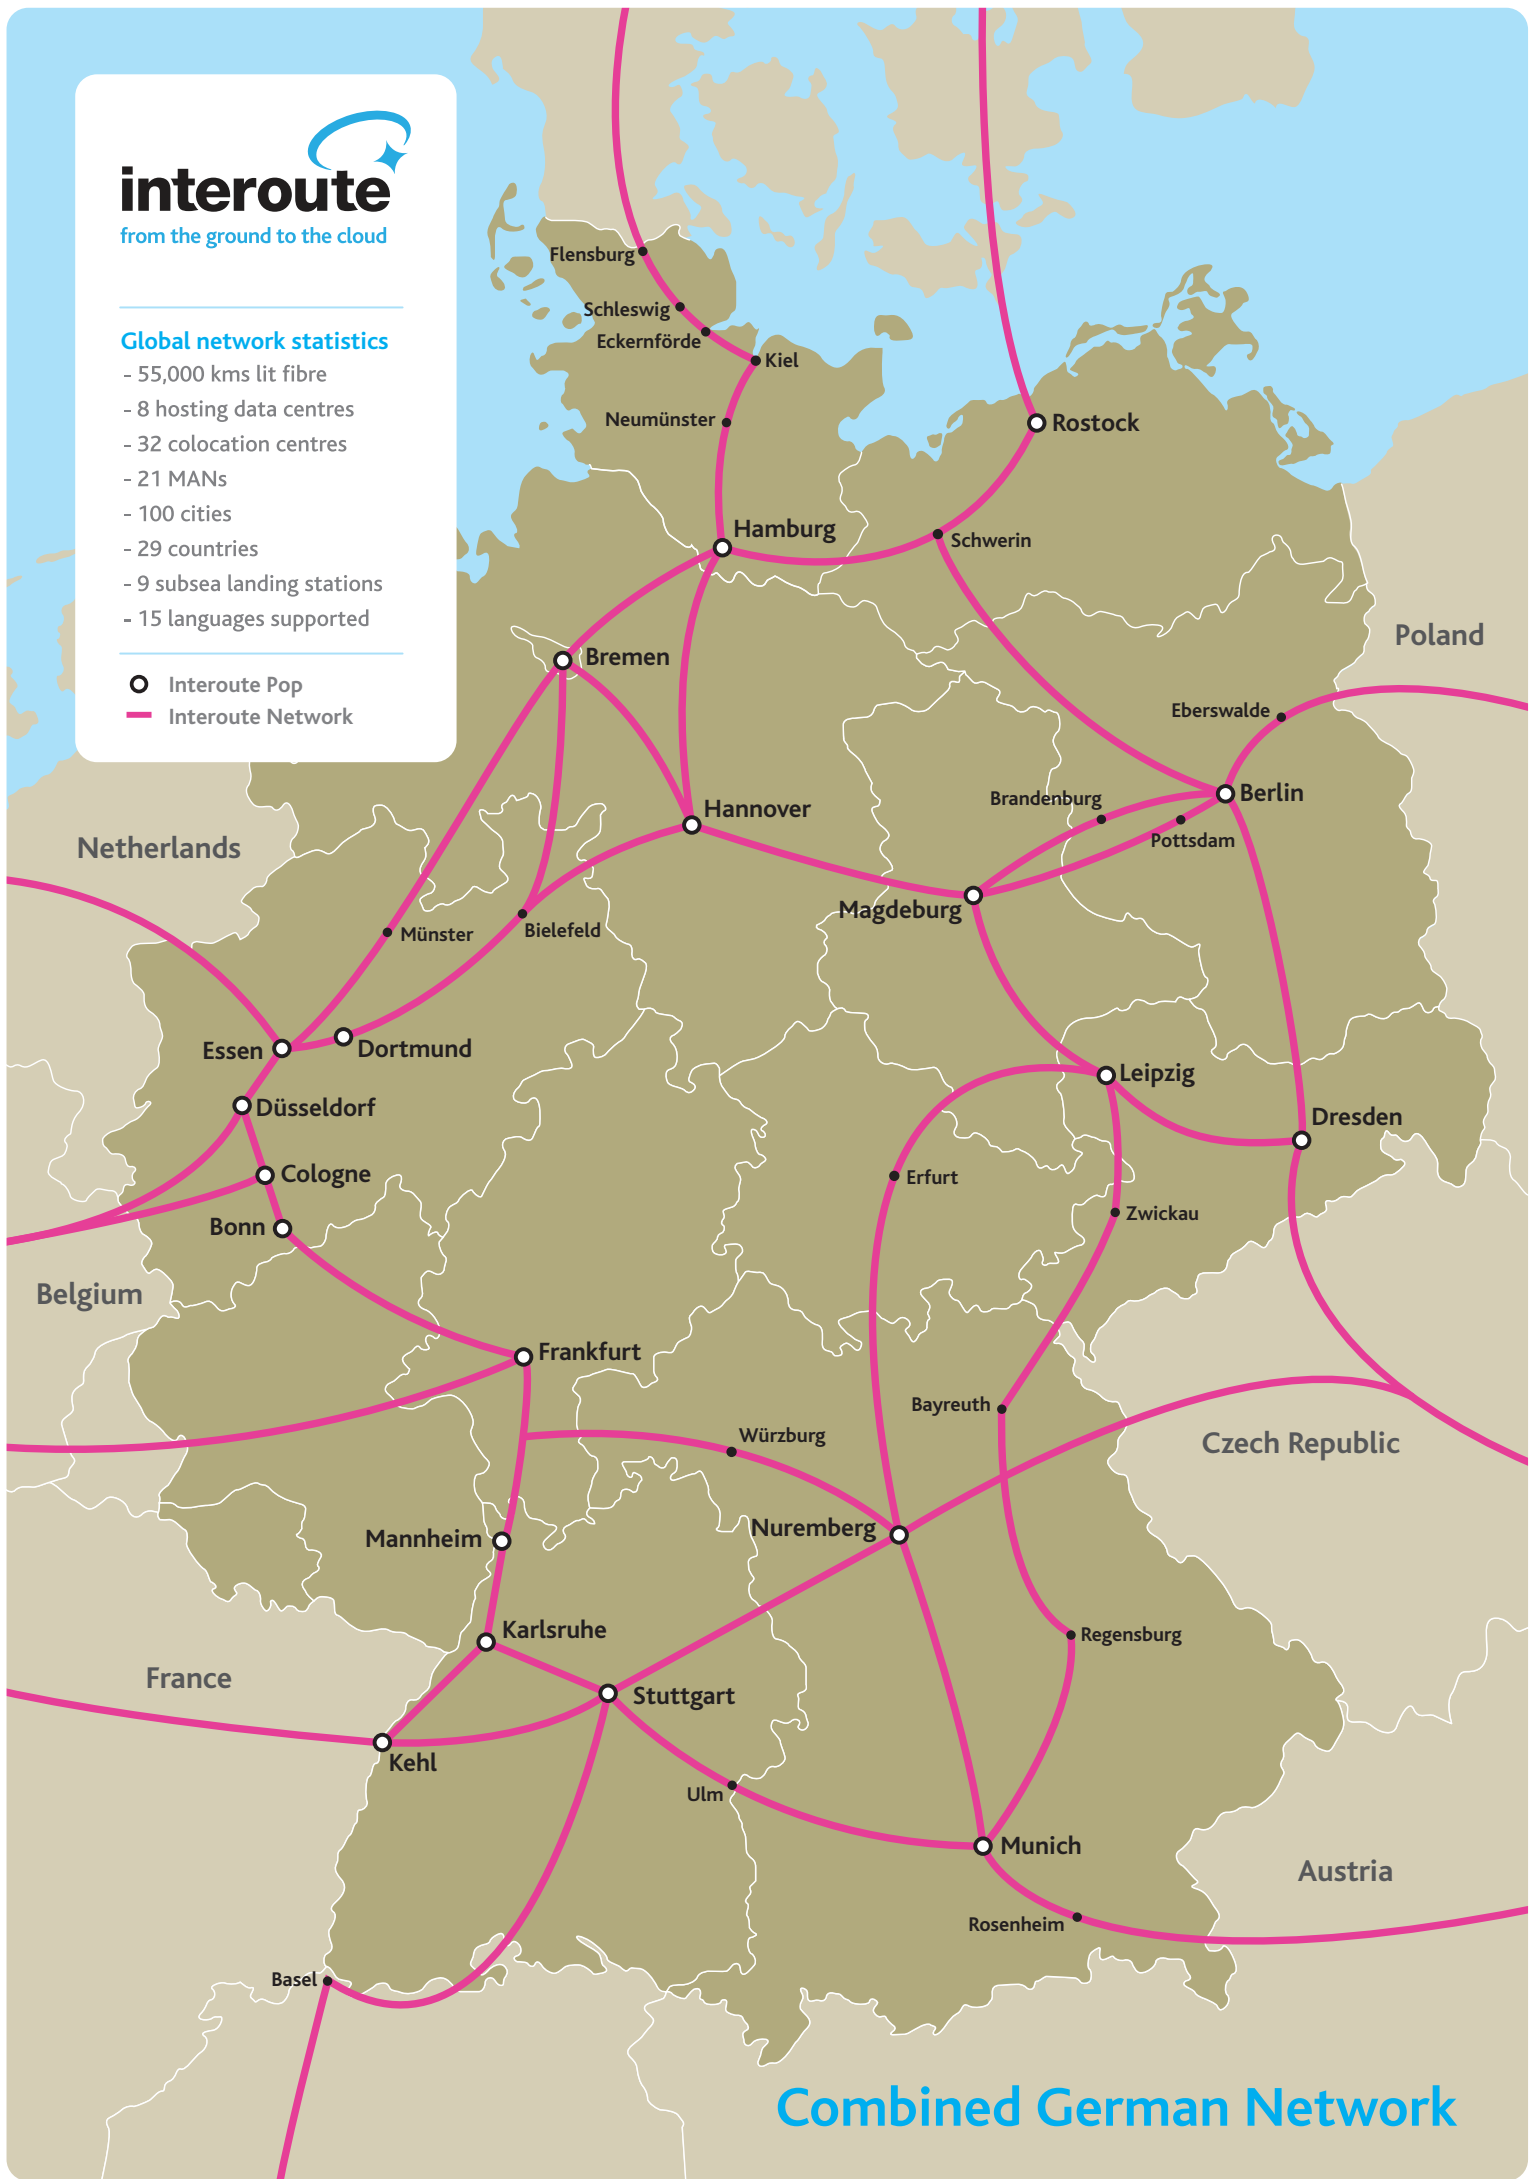 interoute
from the ground to the cloud
Global network statistics
- 55,000 kms lit fibre
- 8 hosting data centres
- 32 colocation centres
- 21 MANs
- 100 cities
- 29 countries
- 9 subsea landing stations
- 15 languages supported
Interoute Pop
Interoute Network
Flensburg
Schleswig
Eckernförde
Kiel
Neumünster
Rostock
Hamburg
Schwerin
Poland
Bremen
Eberswalde
Berlin
Brandenburg
Hannover
Pottsdam
Netherlands
Magdeburg
Bielefeld
Münster
Essen
Dortmund
Leipzig
Düsseldorf
Dresden
Cologne
Erfurt
Zwickau
Bonn
Belgium
Frankfurt
Bayreuth
Würzburg
Czech Republic
Nuremberg
Mannheim
Karlsruhe
Regensburg
France
Stuttgart
Kehl
Ulm
Munich
Austria
Rosenheim
Basel
Combined German Network